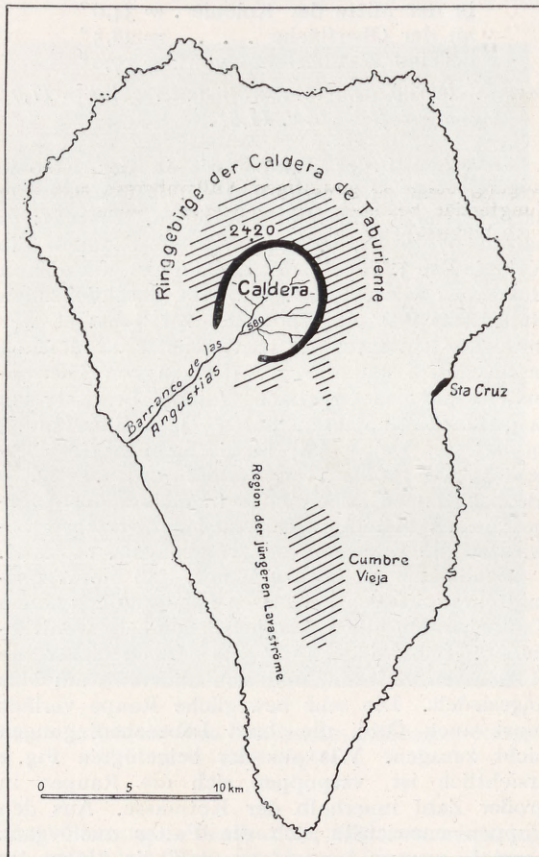 Ringgebirge der Caldera de Taburiente
2420
Caldera
580
Barranco de las
Angustias
Sta Cruz
Region der jüngeren Lavaströme
Cumbre
Vieja
0 5 10 km